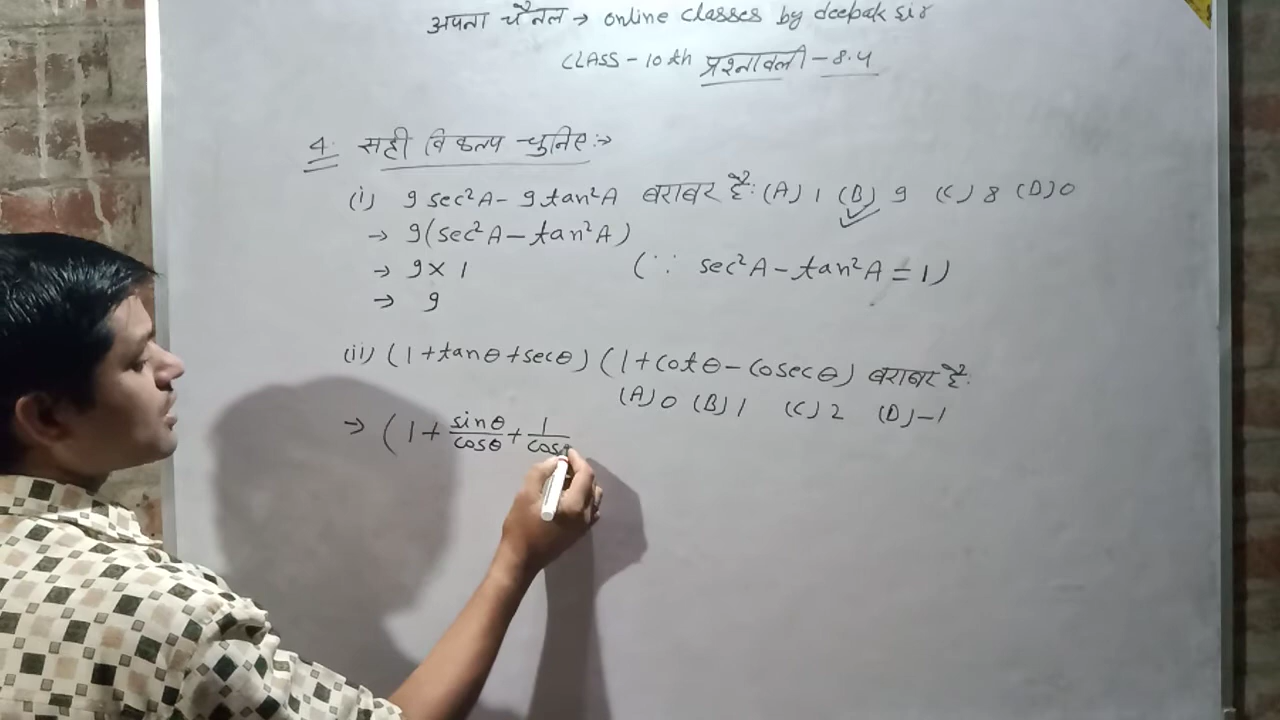 अपना चैनल → online classes by deepak sir
CLASS - 10th प्रश्नावली - 8.4
4. सही विकल्प चुनिए :→
(i) 9 sec²A - 9 tan²A बराबर है: (A) 1 (B) 9 (C) 8 (D) 0
→ 9(sec²A - tan²A)
→ 9 × 1 (∵ sec²A - tan²A = 1)
→ 9
(ii) (1 + tanθ + secθ) (1 + cotθ - cosecθ) बराबर है:
(A) 0 (B) 1 (C) 2 (D) -1
→ (1 + sinθ/cosθ + 1/cosθ